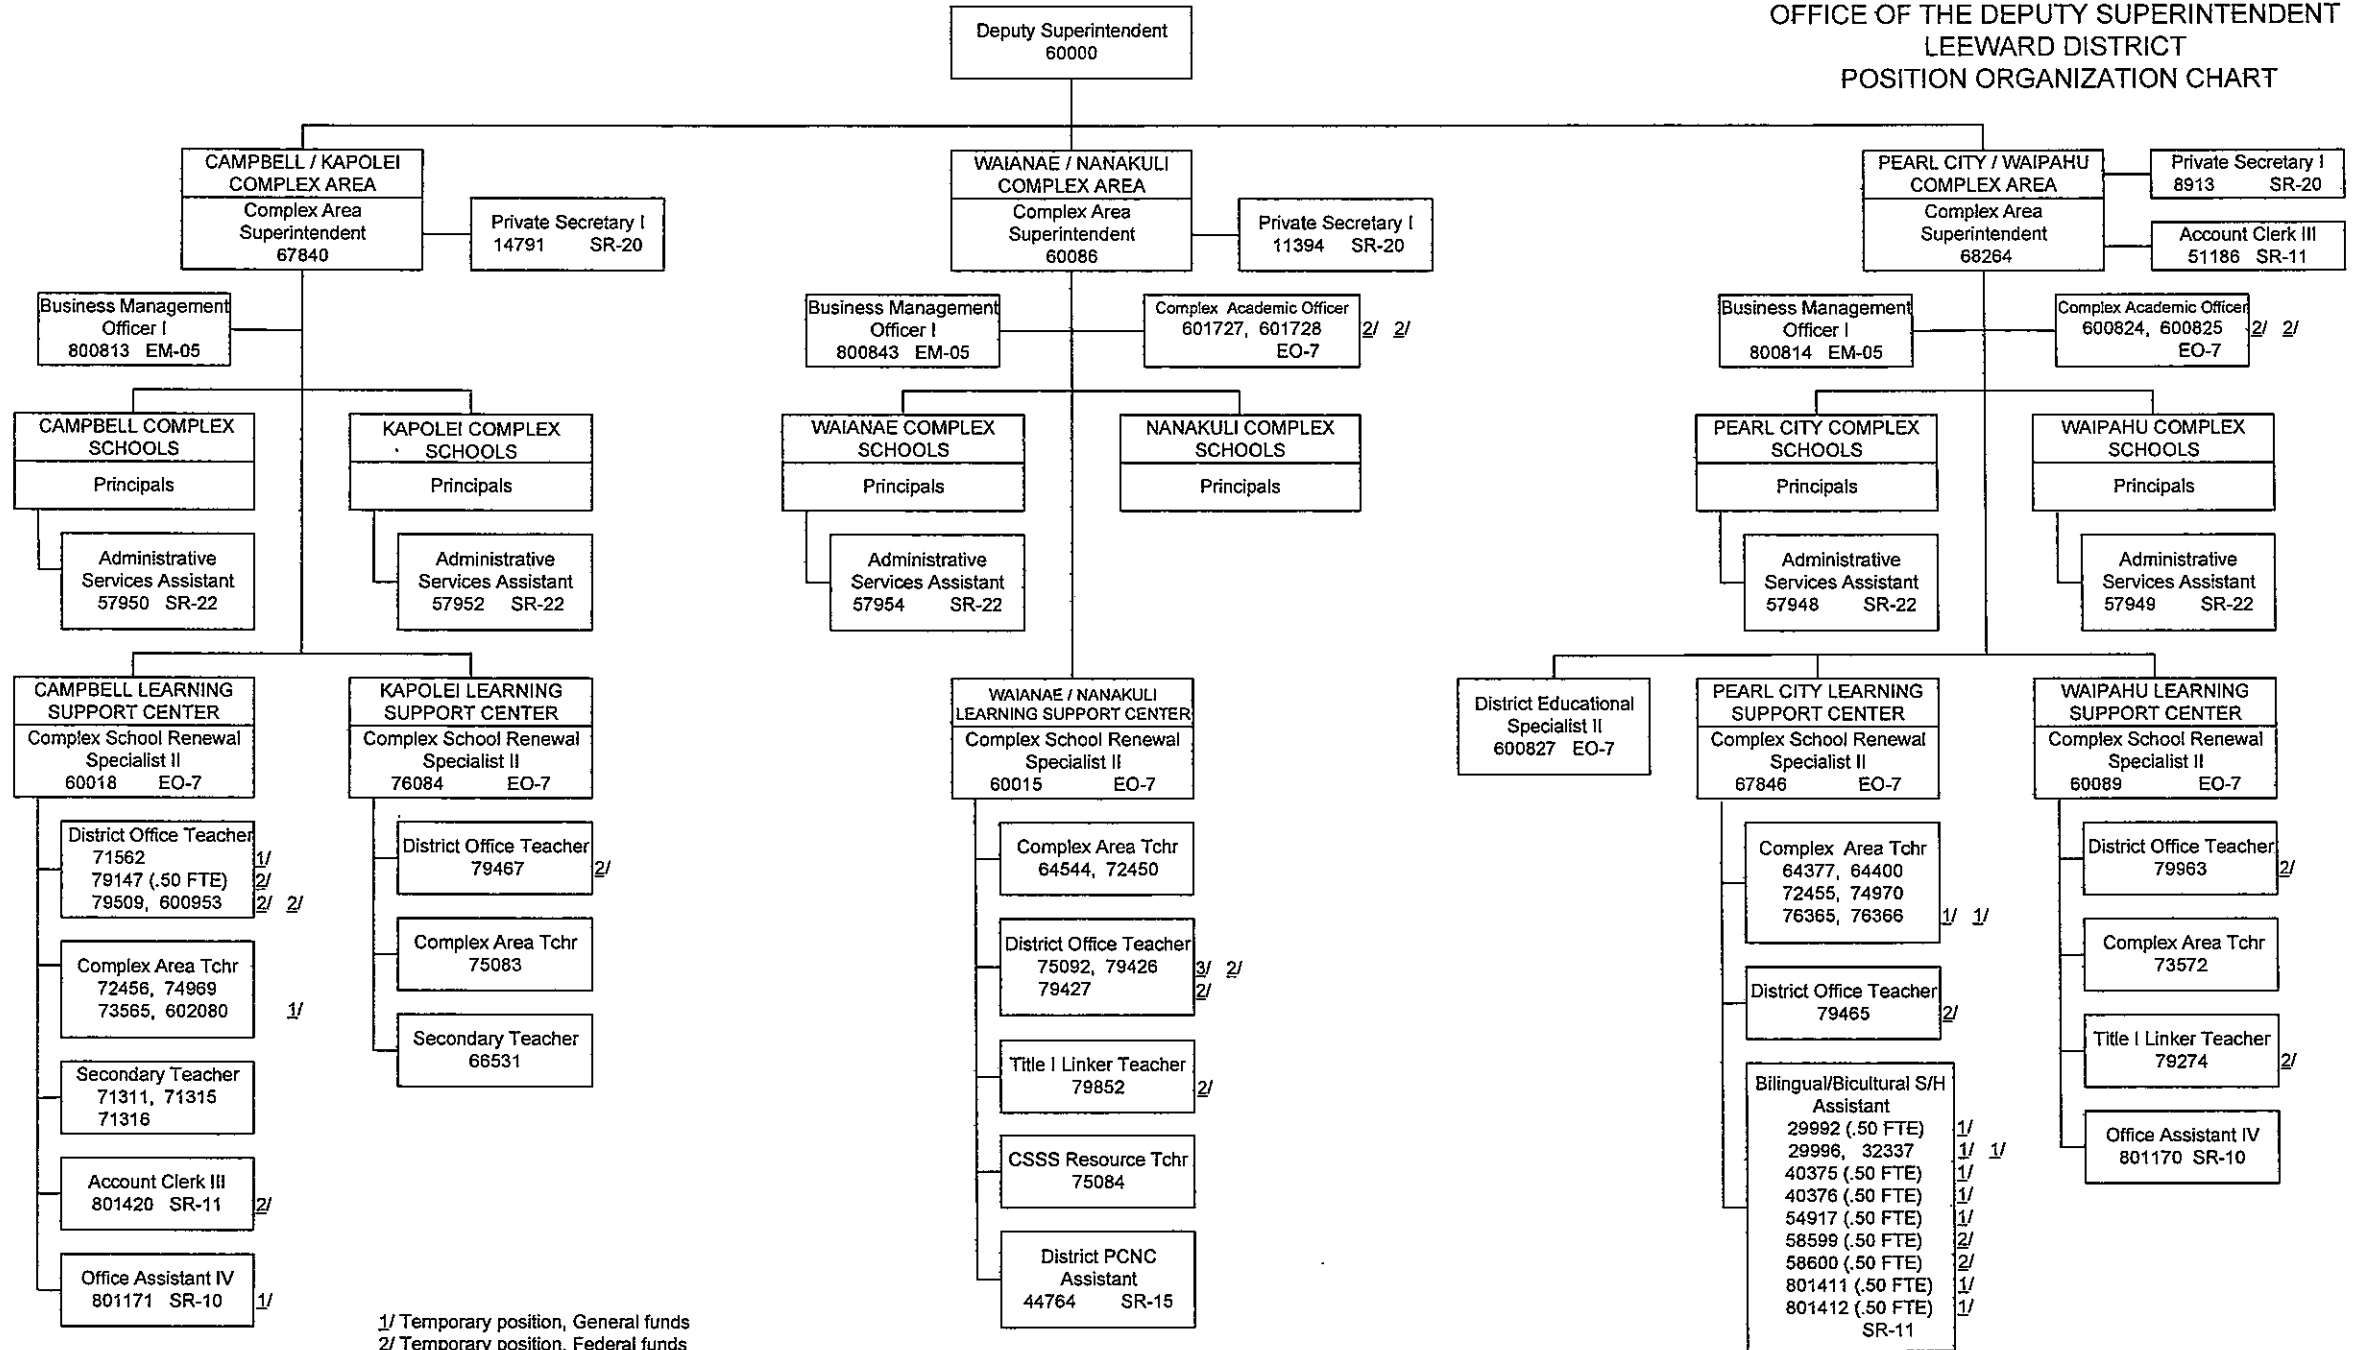 OFFICE OF THE DEPUTY SUPERINTENDENT
LEEWARD DISTRICT
POSITION ORGANIZATION CHART
Deputy Superintendent
60000
CAMPBELL / KAPOLEI
COMPLEX AREA
Complex Area
Superintendent
67840
Private Secretary I
14791 SR-20
Business Management
Officer I
800813 EM-05
CAMPBELL COMPLEX
SCHOOLS
Principals
Administrative
Services Assistant
57950 SR-22
KAPOLEI COMPLEX
SCHOOLS
Principals
Administrative
Services Assistant
57952 SR-22
CAMPBELL LEARNING
SUPPORT CENTER
Complex School Renewal
Specialist II
60018 EO-7
District Office Teacher
71562 1/
79147 (.50 FTE) 2/
79509, 600953 2/ 2/
Complex Area Tchr
72456, 74969
73565, 602080 1/
Secondary Teacher
71311, 71315
71316
Account Clerk III
801420 SR-11 2/
Office Assistant IV
801171 SR-10 1/
KAPOLEI LEARNING
SUPPORT CENTER
Complex School Renewal
Specialist II
76084 EO-7
District Office Teacher
79467 2/
Complex Area Tchr
75083
Secondary Teacher
66531
WAIANAE / NANAKULI
COMPLEX AREA
Complex Area
Superintendent
60086
Private Secretary I
11394 SR-20
Business Management
Officer I
800843 EM-05
Complex Academic Officer
601727, 601728 2/ 2/
EO-7
WAIANAE COMPLEX
SCHOOLS
Principals
Administrative
Services Assistant
57954 SR-22
NANAKULI COMPLEX
SCHOOLS
Principals
WAIANAE / NANAKULI
LEARNING SUPPORT CENTER
Complex School Renewal
Specialist II
60015 EO-7
Complex Area Tchr
64544, 72450
District Office Teacher
75092, 79426 3/ 2/
79427 2/
Title I Linker Teacher
79852 2/
CSSS Resource Tchr
75084
District PCNC
Assistant
44764 SR-15
PEARL CITY / WAIPAHU
COMPLEX AREA
Complex Area
Superintendent
68264
Private Secretary I
8913 SR-20
Account Clerk III
51186 SR-11
Business Management
Officer I
800814 EM-05
Complex Academic Officer
600824, 600825 2/ 2/
EO-7
PEARL CITY COMPLEX
SCHOOLS
Principals
Administrative
Services Assistant
57948 SR-22
WAIPAHU COMPLEX
SCHOOLS
Principals
Administrative
Services Assistant
57949 SR-22
District Educational
Specialist II
600827 EO-7
PEARL CITY LEARNING
SUPPORT CENTER
Complex School Renewal
Specialist II
67846 EO-7
Complex Area Tchr
64377, 64400
72455, 74970
76365, 76366 1/ 1/
District Office Teacher
79465 2/
Bilingual/Bicultural S/H
Assistant
29992 (.50 FTE) 1/
29996, 32337 1/ 1/
40375 (.50 FTE) 1/
40376 (.50 FTE) 1/
54917 (.50 FTE) 1/
58599 (.50 FTE) 2/
58600 (.50 FTE) 2/
801411 (.50 FTE) 1/
801412 (.50 FTE) 1/
SR-11
WAIPAHU LEARNING
SUPPORT CENTER
Complex School Renewal
Specialist II
60089 EO-7
District Office Teacher
79963 2/
Complex Area Tchr
73572
Title I Linker Teacher
79274 2/
Office Assistant IV
801170 SR-10
1/ Temporary position, General funds
2/ Temporary position, Federal funds